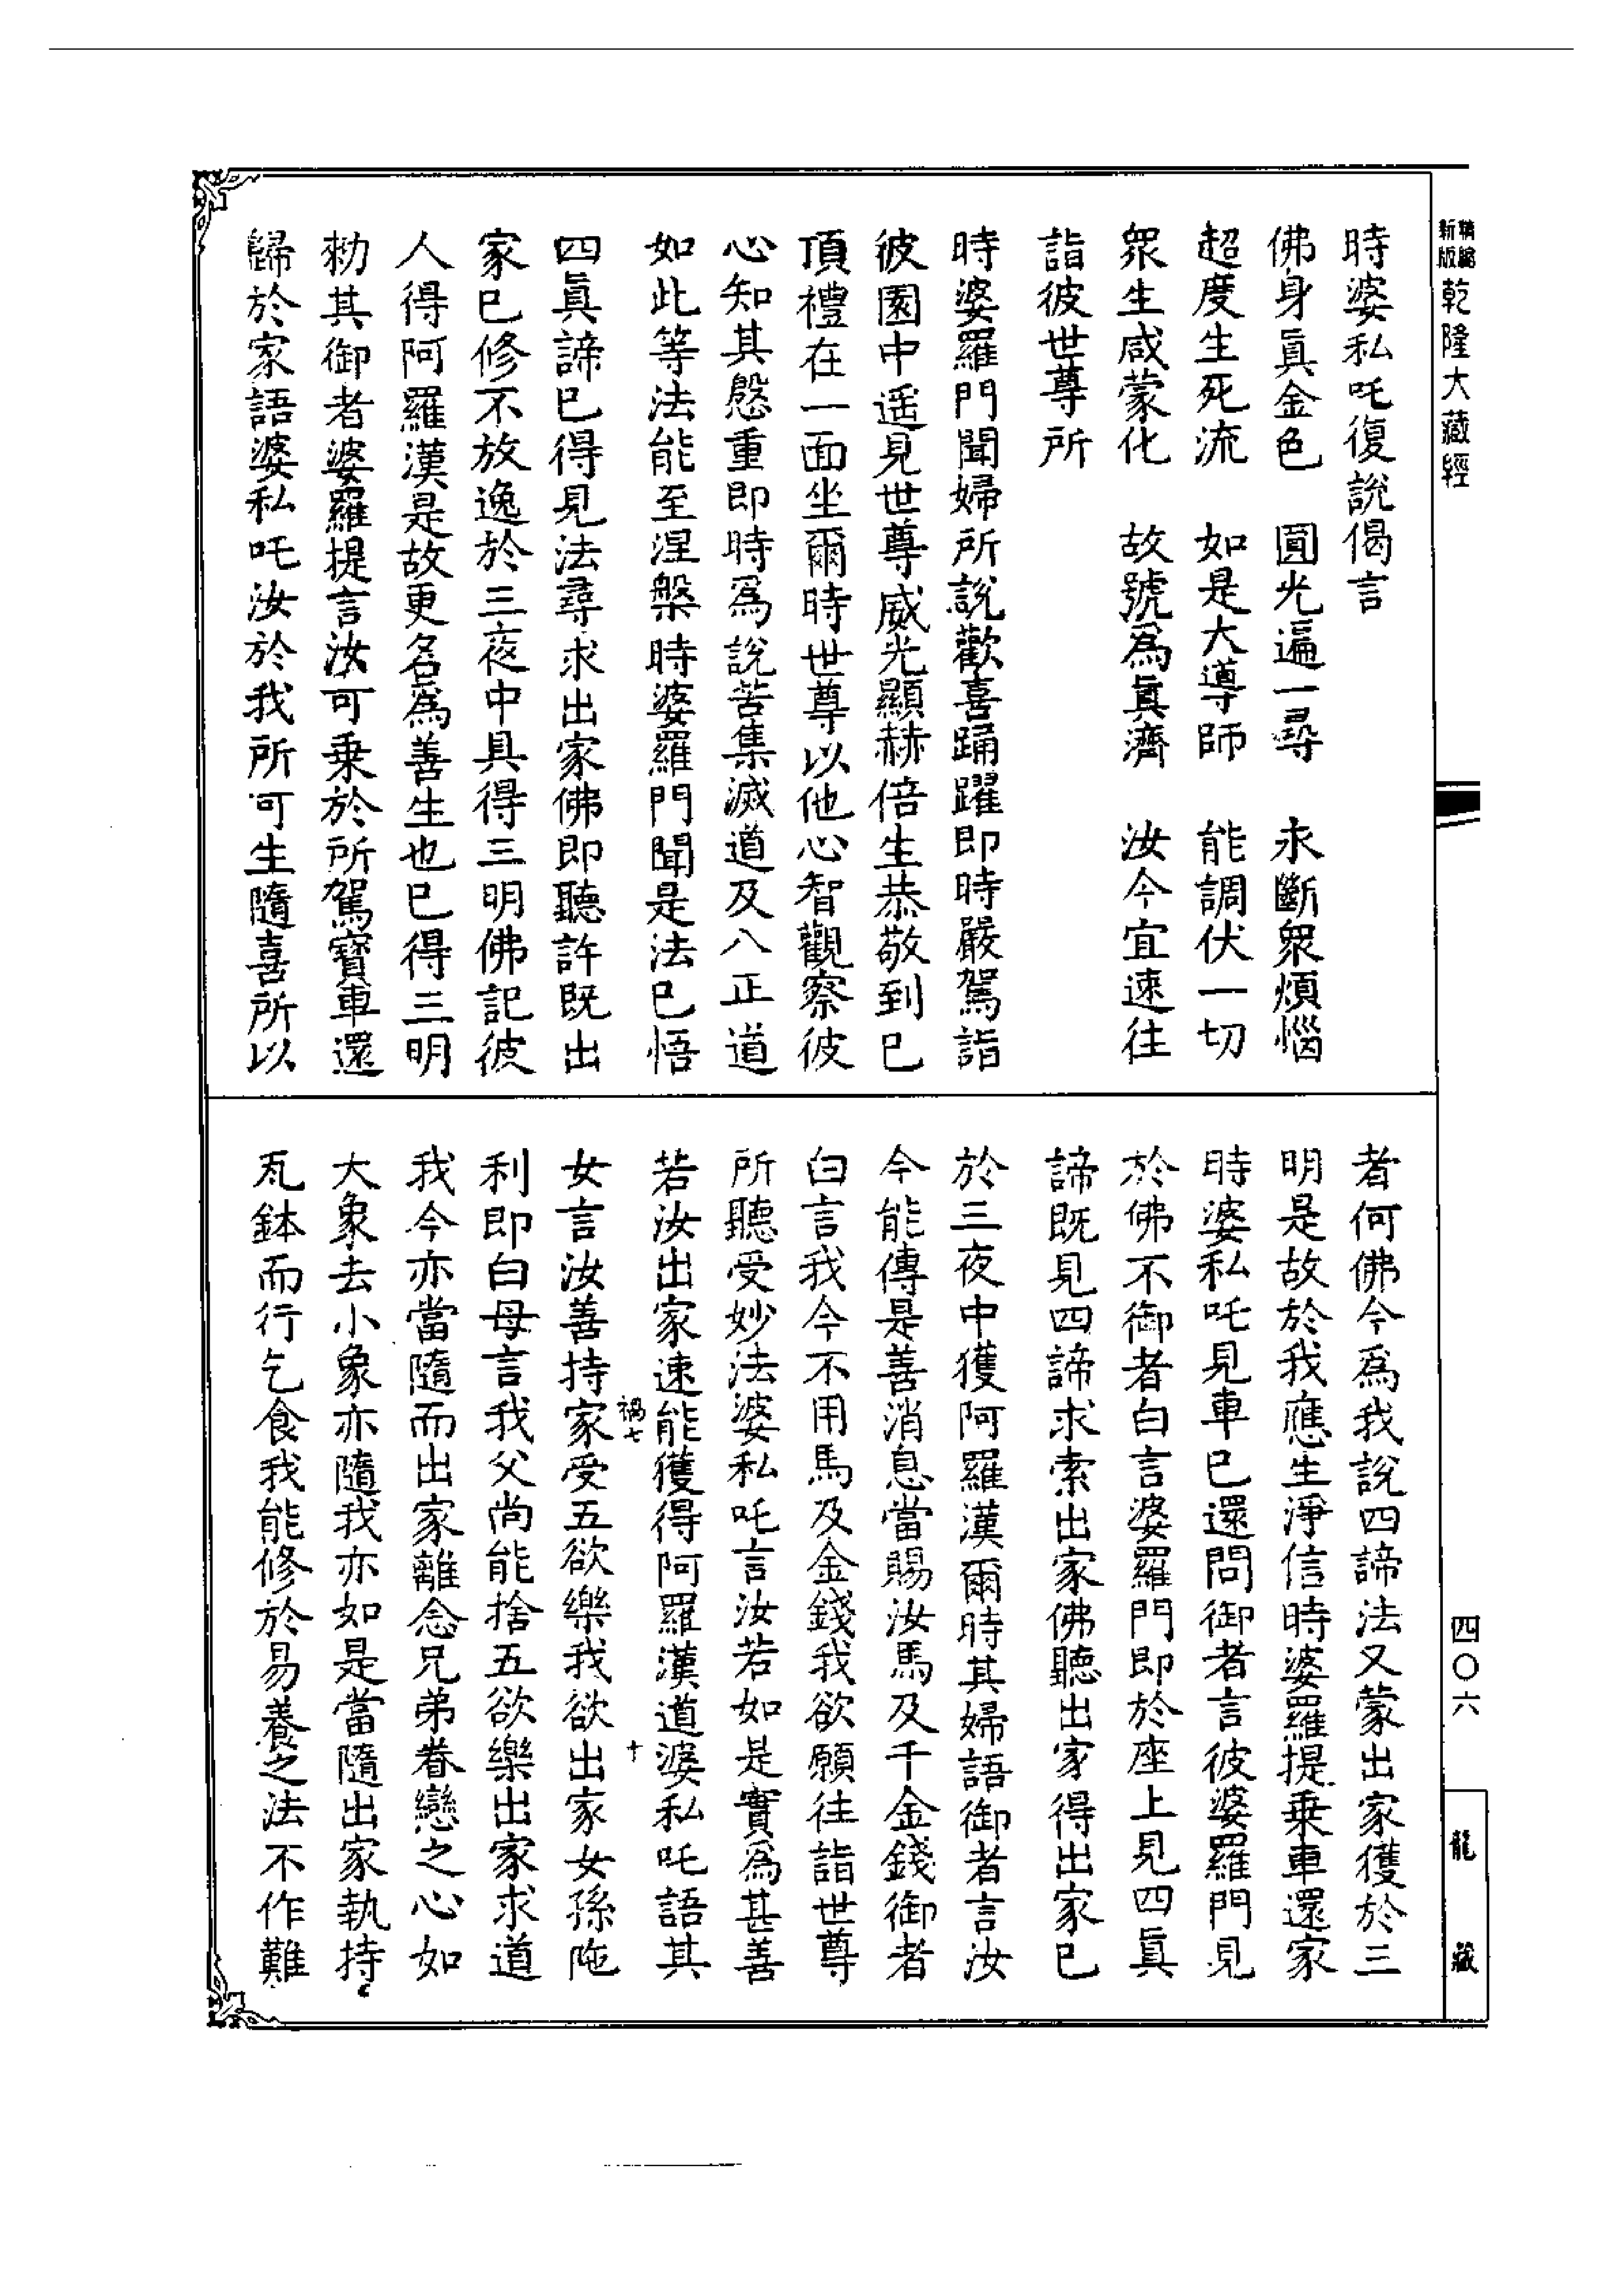 新版精縮
乾隆大藏經
四〇六
龍藏
時婆私吒復說偈言
佛身眞金色　圓光遍一尋　永斷衆煩惱
超度生死流　如是大導師　能調伏一切
衆生咸蒙化　故號爲眞濟　汝今宜速往
詣彼世尊所
時婆羅門聞婦所說歡喜踊躍即時嚴駕詣
彼園中遥見世尊威光顯赫倍生恭敬到已
頂禮在一面坐爾時世尊以他心智觀察彼
心知其慇重即時爲說苦集滅道及八正道
如此等法能至涅槃時婆羅門聞是法已悟
四眞諦已得見法尋求出家佛即聽許既出
家已修不放逸於三夜中具得三明佛記彼
人得阿羅漢是故更名爲善生也已得三明
勑其御者婆羅提言汝可乗於所駕寶車還
歸於家語婆私吒汝於我所可生隨喜所以
者何佛今爲我說四諦法又蒙出家獲於三
明是故於我應生淨信時婆羅提乗車還家
時婆私吒見車已還問御者言彼婆羅門見
於佛不御者白言婆羅門即於座上見四眞
諦既見四諦求索出家佛聽出家得出家已
於三夜中獲阿羅漢爾時其婦語御者言汝
今能傳是善消息當賜汝馬及千金錢御者
白言我今不用馬及金錢我欲願往詣世尊
所聽受妙法婆私吒言汝若如是實爲甚善
若汝出家速能獲得阿羅漢道婆私吒語其
禍七　十
女言汝善持家受五欲樂我欲出家女孫陁
利即白母言我父尚能捨五欲樂出家求道
我今亦當隨而出家離念兄弟眷戀之心如
大象去小象亦隨我亦如是當隨出家執持
瓦鉢而行乞食我能修於易養之法不作難